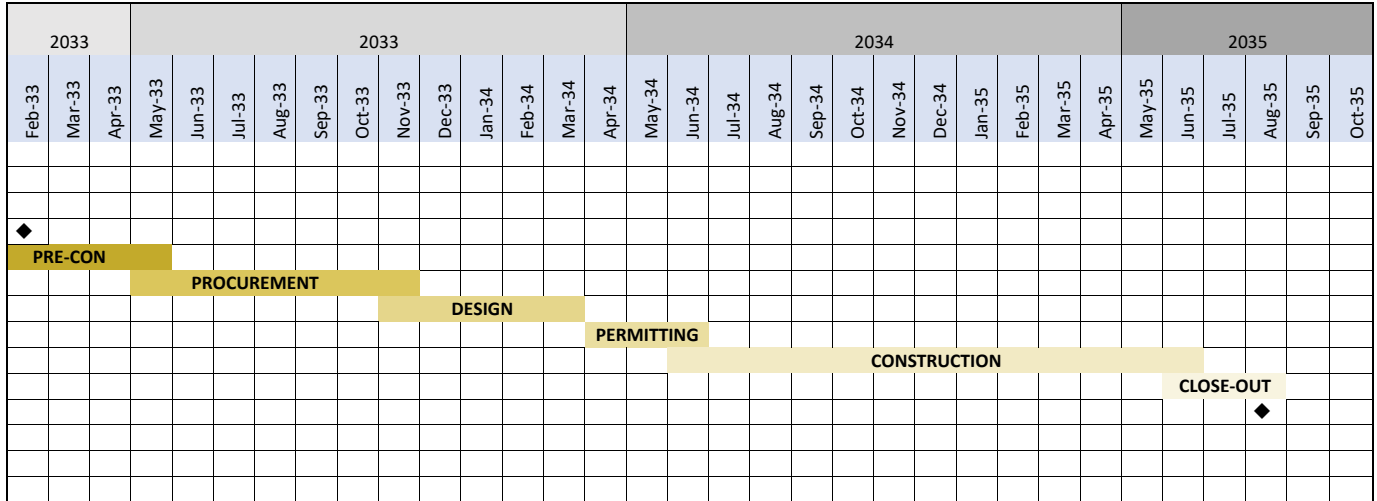 2033 2033 2034 2035
Feb-33 Mar-33 Apr-33 May-33 Jun-33 Jul-33 Aug-33 Sep-33 Oct-33 Nov-33 Dec-33 Jan-34 Feb-34 Mar-34 Apr-34 May-34 Jun-34 Jul-34 Aug-34 Sep-34 Oct-34 Nov-34 Dec-34 Jan-35 Feb-35 Mar-35 Apr-35 May-35 Jun-35 Jul-35 Aug-35 Sep-35 Oct-35
PRE-CON
PROCUREMENT
DESIGN
PERMITTING
CONSTRUCTION
CLOSE-OUT